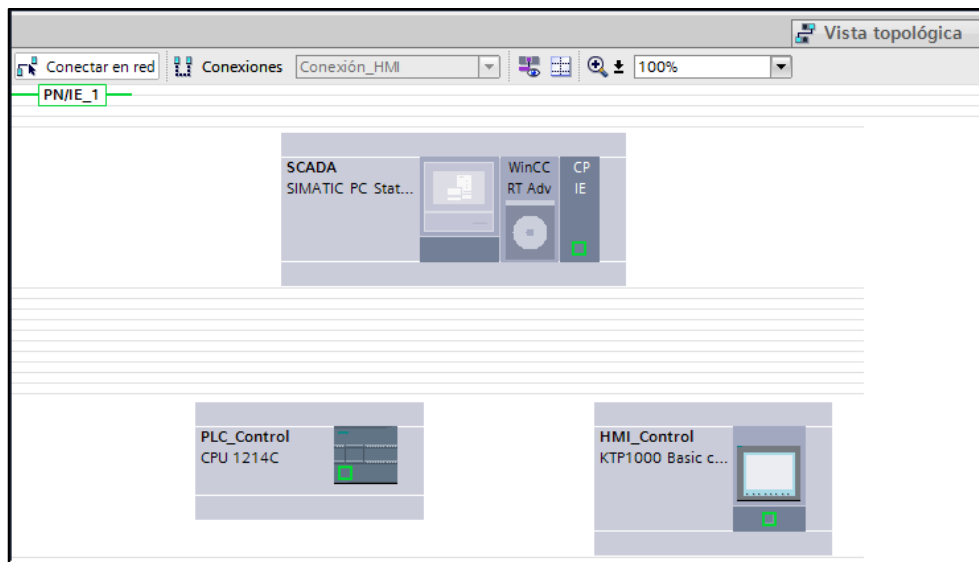 Vista topológica
Conectar en red Conexiones Conexión_HMI 100%
PN/IE_1
SCADA
SIMATIC PC Stat...
WinCC
RT Adv
CP
IE
PLC_Control
CPU 1214C
HMI_Control
KTP1000 Basic c...